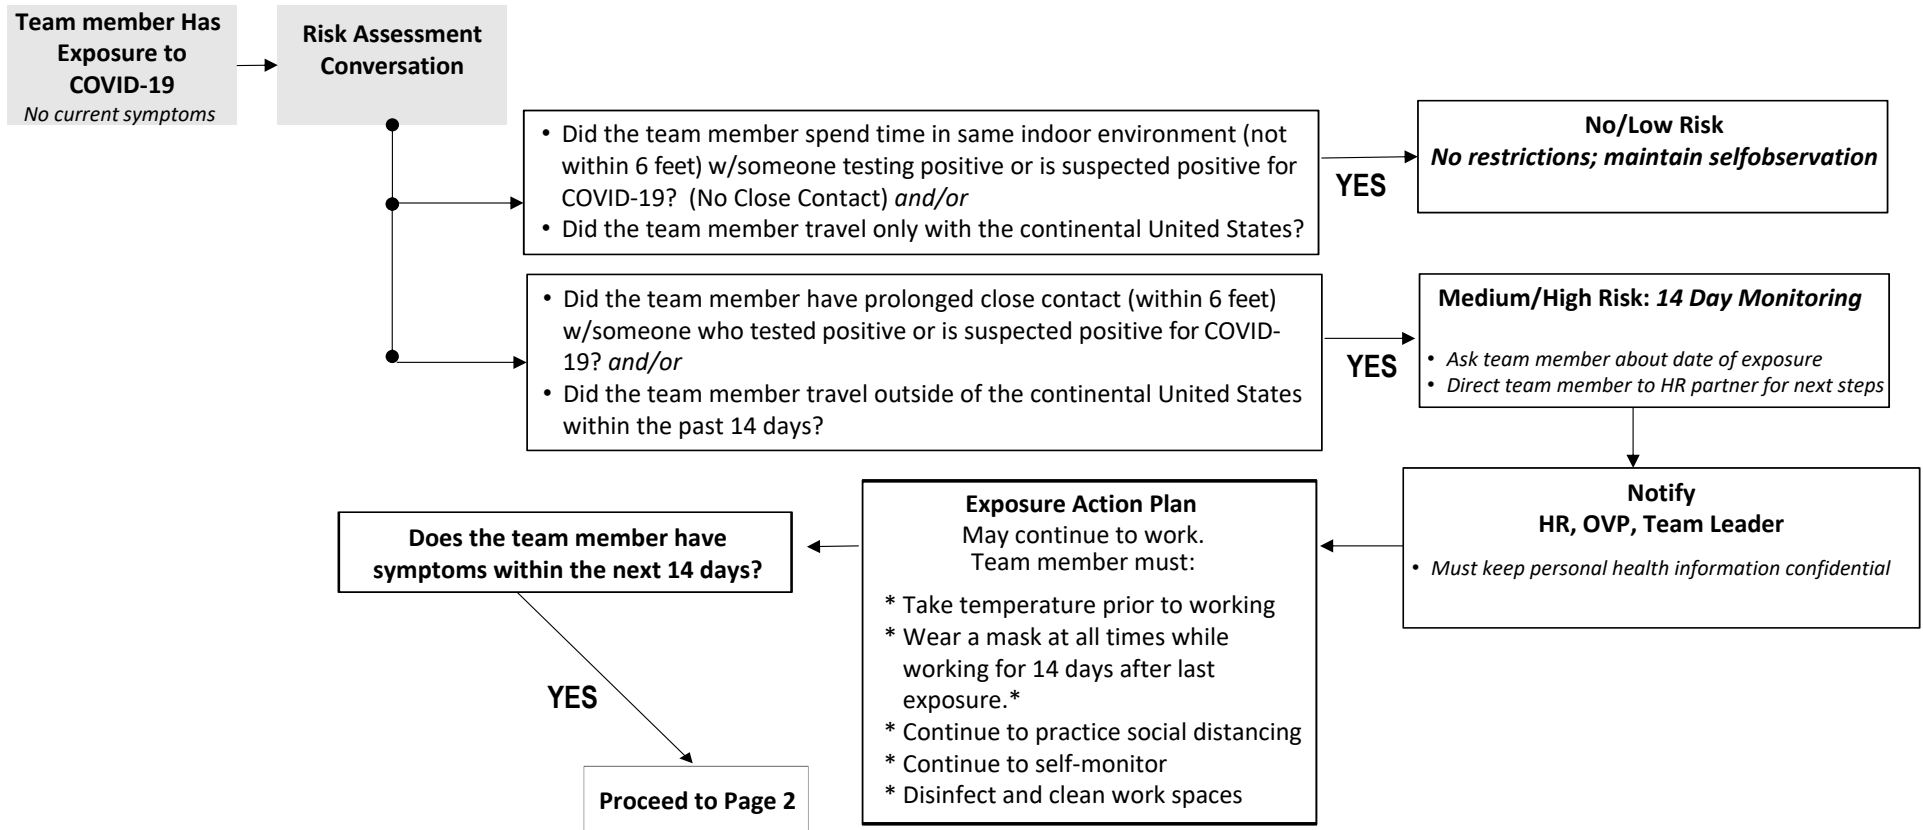 Team member Has
Exposure to
COVID-19
No current symptoms
Risk Assessment
Conversation
• Did the team member spend time in same indoor environment (not
within 6 feet) w/someone testing positive or is suspected positive for
COVID-19? (No Close Contact) and/or
• Did the team member travel only with the continental United States?
YES
No/Low Risk
No restrictions; maintain selfobservation
• Did the team member have prolonged close contact (within 6 feet)
w/someone who tested positive or is suspected positive for COVID-
19? and/or
• Did the team member travel outside of the continental United States
within the past 14 days?
YES
Medium/High Risk: 14 Day Monitoring
• Ask team member about date of exposure
• Direct team member to HR partner for next steps
Notify
HR, OVP, Team Leader
• Must keep personal health information confidential
Exposure Action Plan
May continue to work.
Team member must:
* Take temperature prior to working
* Wear a mask at all times while
working for 14 days after last
exposure.*
* Continue to practice social distancing
* Continue to self-monitor
* Disinfect and clean work spaces
Does the team member have
symptoms within the next 14 days?
YES
Proceed to Page 2